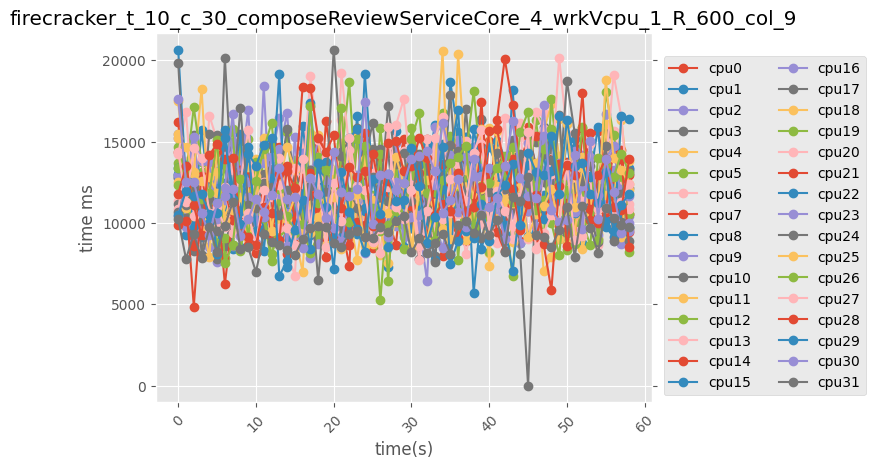 firecracker_t_10_c_30_composeReviewServiceCore_4_wrkVcpu_1_R_600_col_9
20000
15000
10000
5000
0
time ms
0 10 20 30 40 50 60
time(s)
cpu0 cpu16
cpu1 cpu17
cpu2 cpu18
cpu3 cpu19
cpu4 cpu20
cpu5 cpu21
cpu6 cpu22
cpu7 cpu23
cpu8 cpu24
cpu9 cpu25
cpu10 cpu26
cpu11 cpu27
cpu12 cpu28
cpu13 cpu29
cpu14 cpu30
cpu15 cpu31